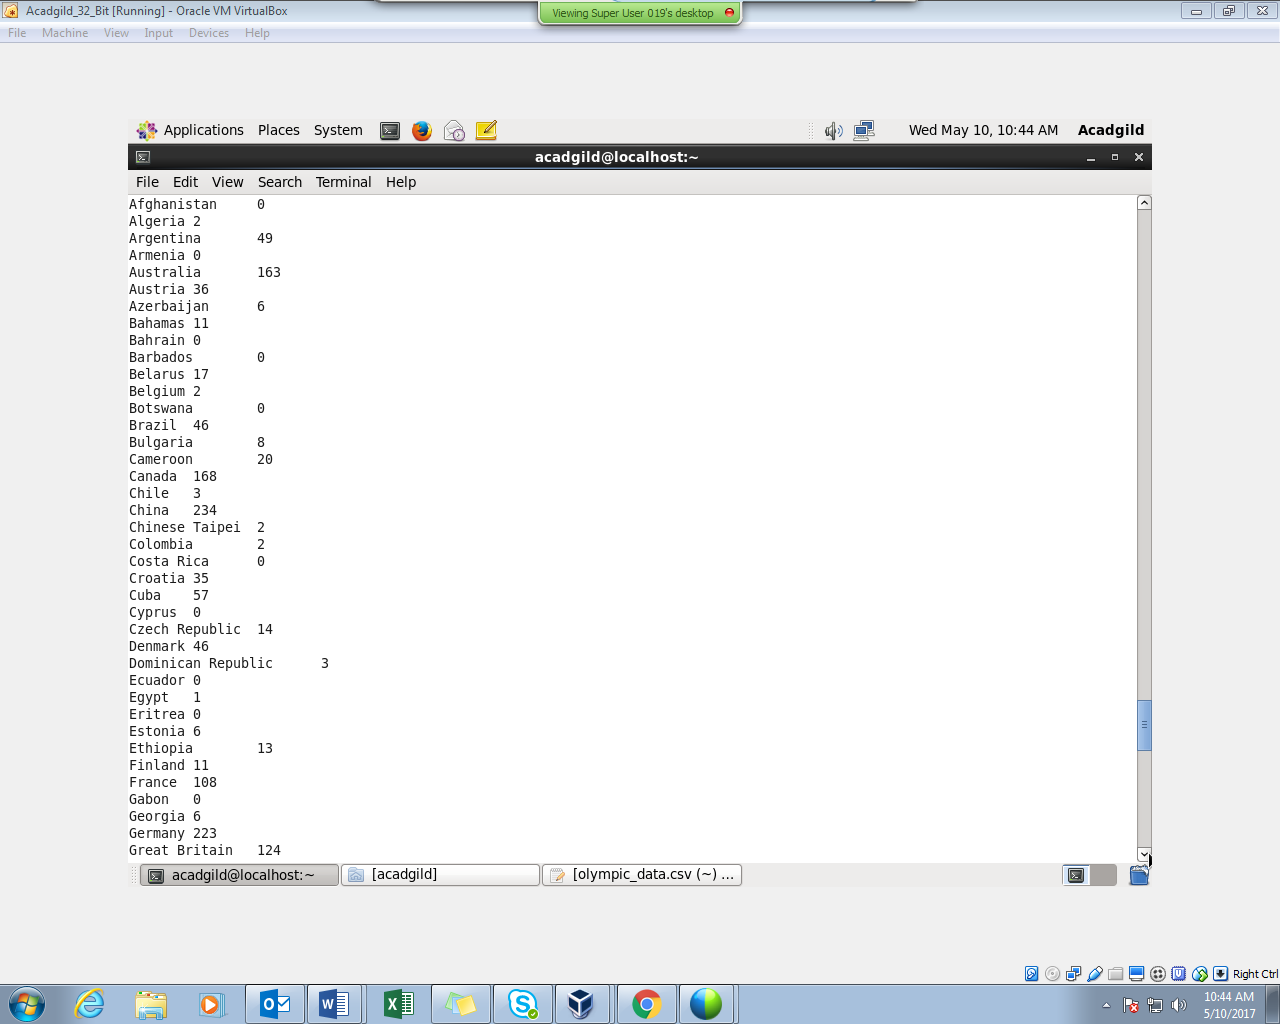 Acadgild_32_Bit [Running] - Oracle VM VirtualBox
Viewing Super User 019's desktop
File Machine View Input Devices Help
Applications Places System
Wed May 10, 10:44 AM Acadgild
acadgild@localhost:~
File Edit View Search Terminal Help
Afghanistan 0
Algeria 2
Argentina 49
Armenia 0
Australia 163
Austria 36
Azerbaijan 6
Bahamas 11
Bahrain 0
Barbados 0
Belarus 17
Belgium 2
Botswana 0
Brazil 46
Bulgaria 8
Cameroon 20
Canada 168
Chile 3
China 234
Chinese Taipei 2
Colombia 2
Costa Rica 0
Croatia 35
Cuba 57
Cyprus 0
Czech Republic 14
Denmark 46
Dominican Republic 3
Ecuador 0
Egypt 1
Eritrea 0
Estonia 6
Ethiopia 13
Finland 11
France 108
Gabon 0
Georgia 6
Germany 223
Great Britain 124
acadgild@localhost:~ [acadgild] [olympic_data.csv (~) ...
Right Ctrl
10:44 AM
5/10/2017